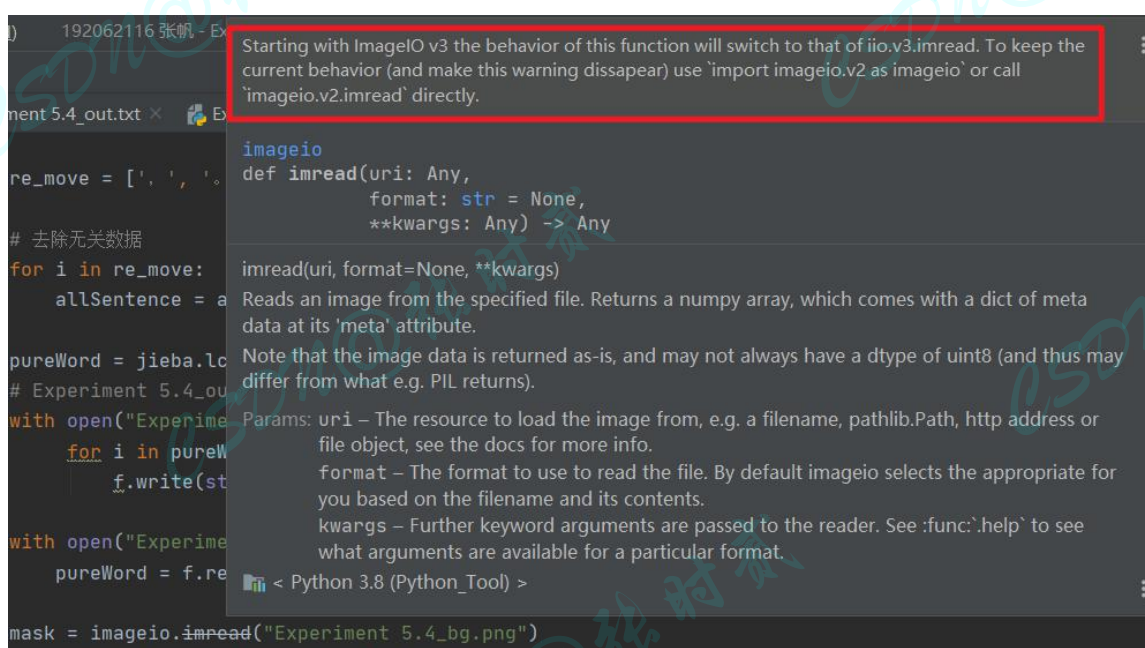 192062116 张帆 - Ex
Starting with ImageIO v3 the behavior of this function will switch to that of iio.v3.imread. To keep the
current behavior (and make this warning dissapear) use `import imageio.v2 as imageio` or call
`imageio.v2.imread` directly.
ment 5.4_out.txt
imageio
re_move = ['，', '。
def imread(uri: Any,
format: str = None,
**kwargs: Any) -> Any
# 去除无关数据
for i in re_move:
imread(uri, format=None, **kwargs)
allSentence = a
Reads an image from the specified file. Returns a numpy array, which comes with a dict of meta
data at its 'meta' attribute.
Note that the image data is returned as-is, and may not always have a dtype of uint8 (and thus may
pureWord = jieba.lc
differ from what e.g. PIL returns).
# Experiment 5.4_ou
with open("Experime
Params: uri – The resource to load the image from, e.g. a filename, pathlib.Path, http address or
file object, see the docs for more info.
for i in pureW
format – The format to use to read the file. By default imageio selects the appropriate for
f.write(st
you based on the filename and its contents.
kwargs – Further keyword arguments are passed to the reader. See :func:`.help` to see
with open("Experime
what arguments are available for a particular format.
pureWord = f.re
< Python 3.8 (Python_Tool) >
mask = imageio.imread("Experiment 5.4_bg.png")
CSDN@张时贰